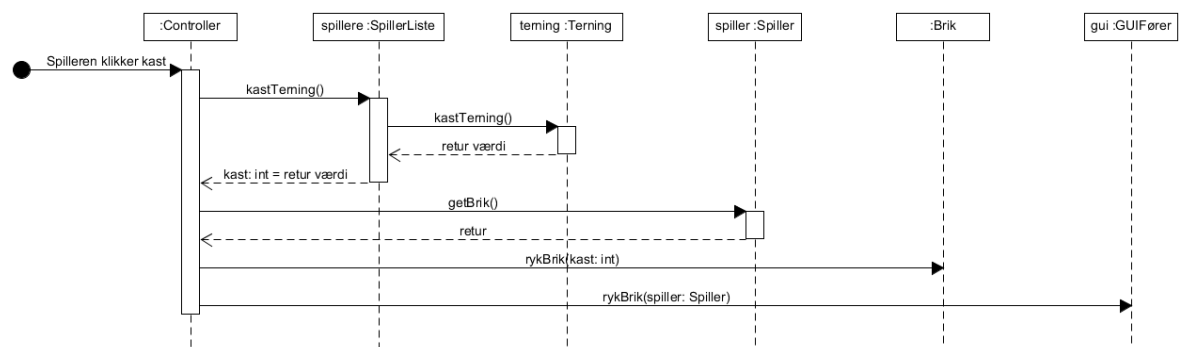 :Controller
spillere :SpillerListe
terning :Terning
spiller :Spiller
:Brik
gui :GUIFører
Spilleren klikker kast
kastTerning()
kastTerning()
retur værdi
kast: int = retur værdi
getBrik()
retur
rykBrik(kast: int)
rykBrik(spiller: Spiller)